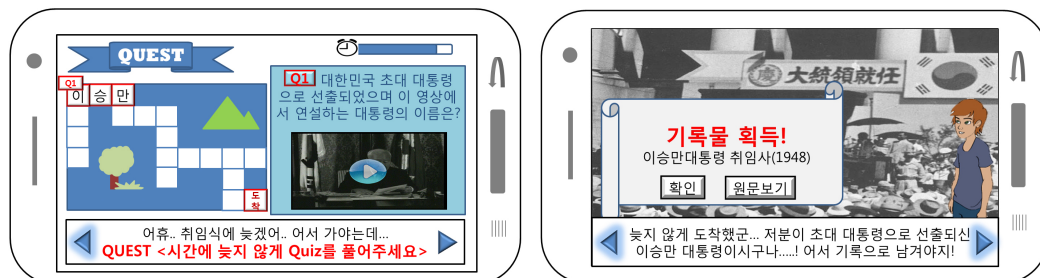 QUEST
Q1
이 승 만
도
착
Q1 대한민국 초대 대통령
으로 선출되었으며 이 영상에
서 연설하는 대통령의 이름은?
어휴.. 취임식에 늦겠어.. 어서 가야는데...
QUEST <시간에 늦지 않게 Quiz를 풀어주세요>
慶 大統領就任
기록물 획득!
이승만대통령 취임사(1948)
확인
원문보기
늦지 않게 도착했군... 저분이 초대 대통령으로 선출되신
이승만 대통령이시구나.....! 어서 기록으로 남겨야지!